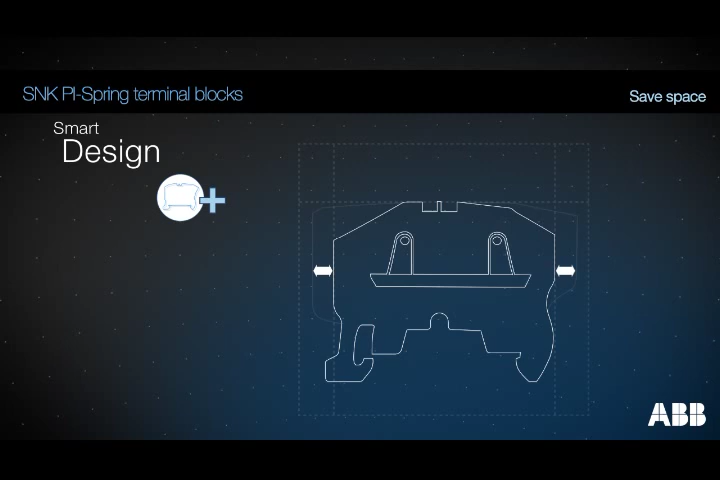 SNK PI-Spring terminal blocks
Save space
Smart
Design
ABB